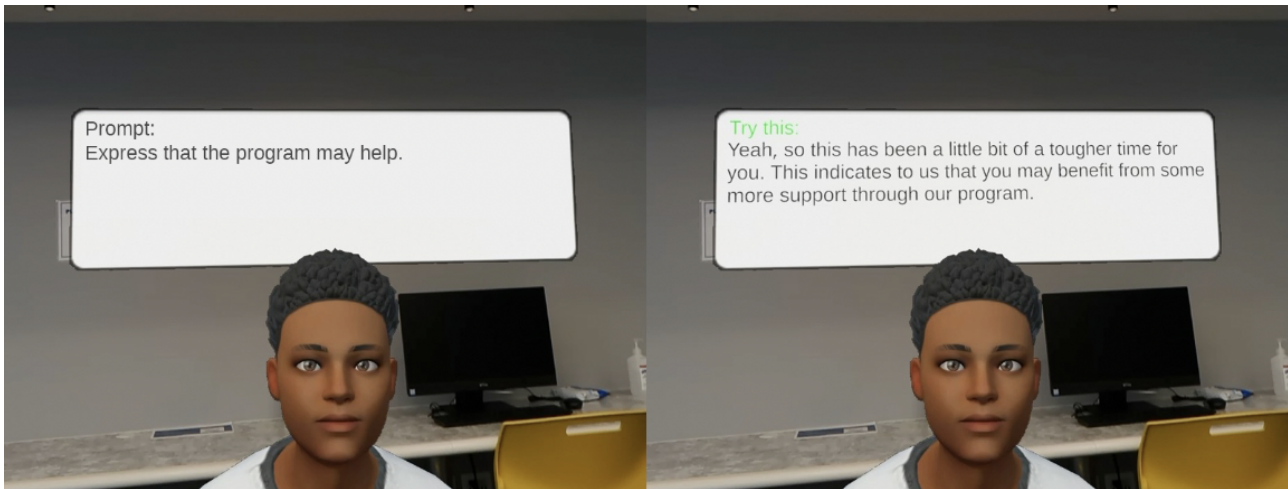 Prompt:
Express that the program may help.
Try this:
Yeah, so this has been a little bit of a tougher time for
you. This indicates to us that you may benefit from some
more support through our program.